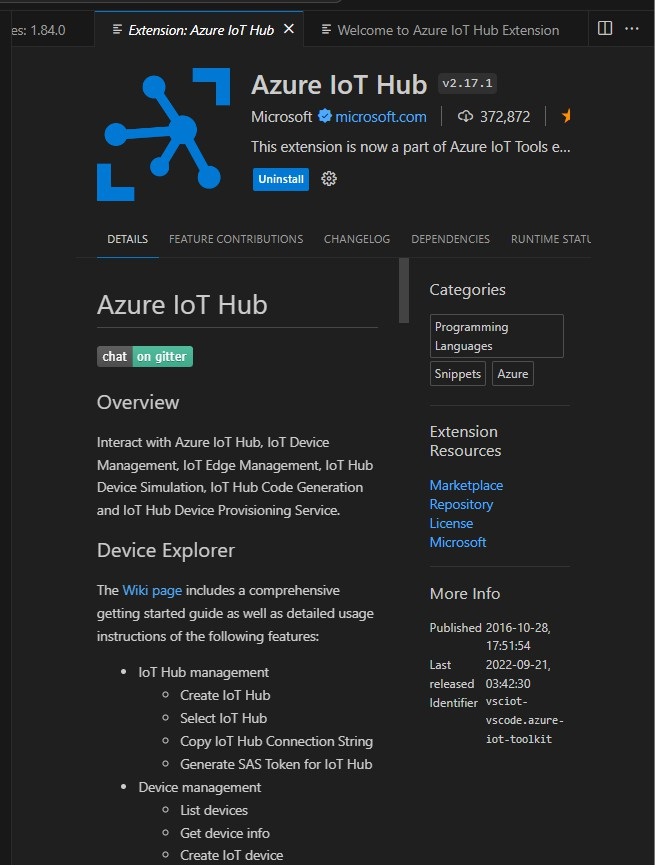 es: 1.84.0
Extension: Azure IoT Hub
Welcome to Azure IoT Hub Extension
Azure IoT Hub v2.17.1
Microsoft microsoft.com 372,872
This extension is now a part of Azure IoT Tools e...
Uninstall
DETAILS FEATURE CONTRIBUTIONS CHANGELOG DEPENDENCIES RUNTIME STATU
Azure IoT Hub
chat on gitter
Overview
Interact with Azure IoT Hub, IoT Device
Management, IoT Edge Management, IoT Hub
Device Simulation, IoT Hub Code Generation
and IoT Hub Device Provisioning Service.
Device Explorer
The Wiki page includes a comprehensive
getting started guide as well as detailed usage
instructions of the following features:
IoT Hub management
Create IoT Hub
Select IoT Hub
Copy IoT Hub Connection String
Generate SAS Token for IoT Hub
Device management
List devices
Get device info
Create IoT device
Categories
Programming
Languages
Snippets Azure
Extension
Resources
Marketplace
Repository
License
Microsoft
More Info
Published 2016-10-28,
17:51:54
Last 2022-09-21,
released 03:42:30
Identifier vsciot-
vscode.azure-
iot-toolkit